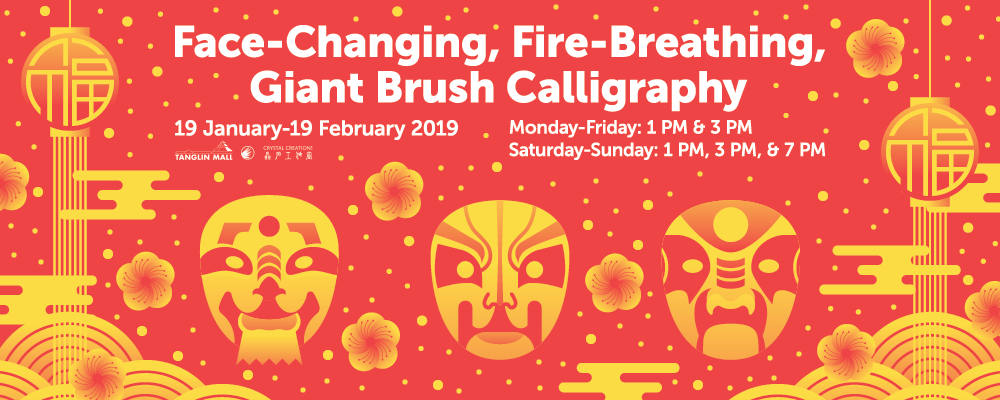 Face-Changing, Fire-Breathing,
Giant Brush Calligraphy
19 January-19 February 2019
Monday-Friday: 1 PM & 3 PM
Saturday-Sunday: 1 PM, 3 PM, & 7 PM
TANGLIN MALL
CRYSTAL CREATIONS
福
福